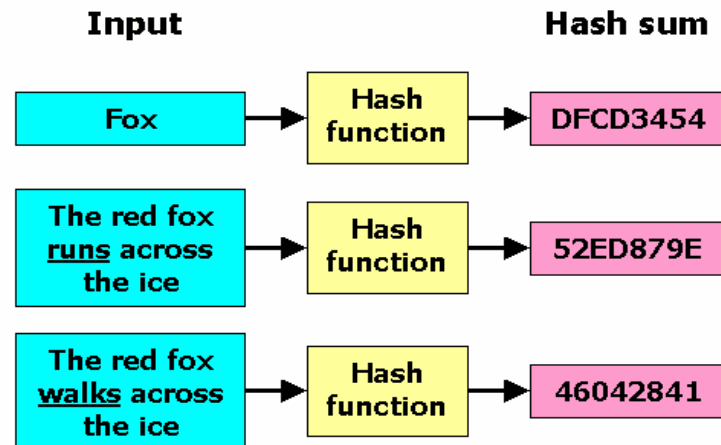 Input
Hash sum
Fox
Hash
function
DFCD3454
The red fox
runs across
the ice
Hash
function
52ED879E
The red fox
walks across
the ice
Hash
function
46042841